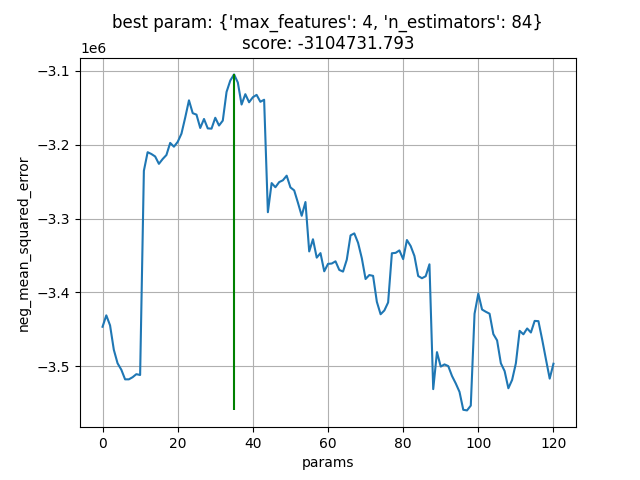 best param: {'max_features': 4, 'n_estimators': 84}
score: -3104731.793
1e6
−3.1
−3.2
−3.3
−3.4
−3.5
neg_mean_squared_error
0 20 40 60 80 100 120
params